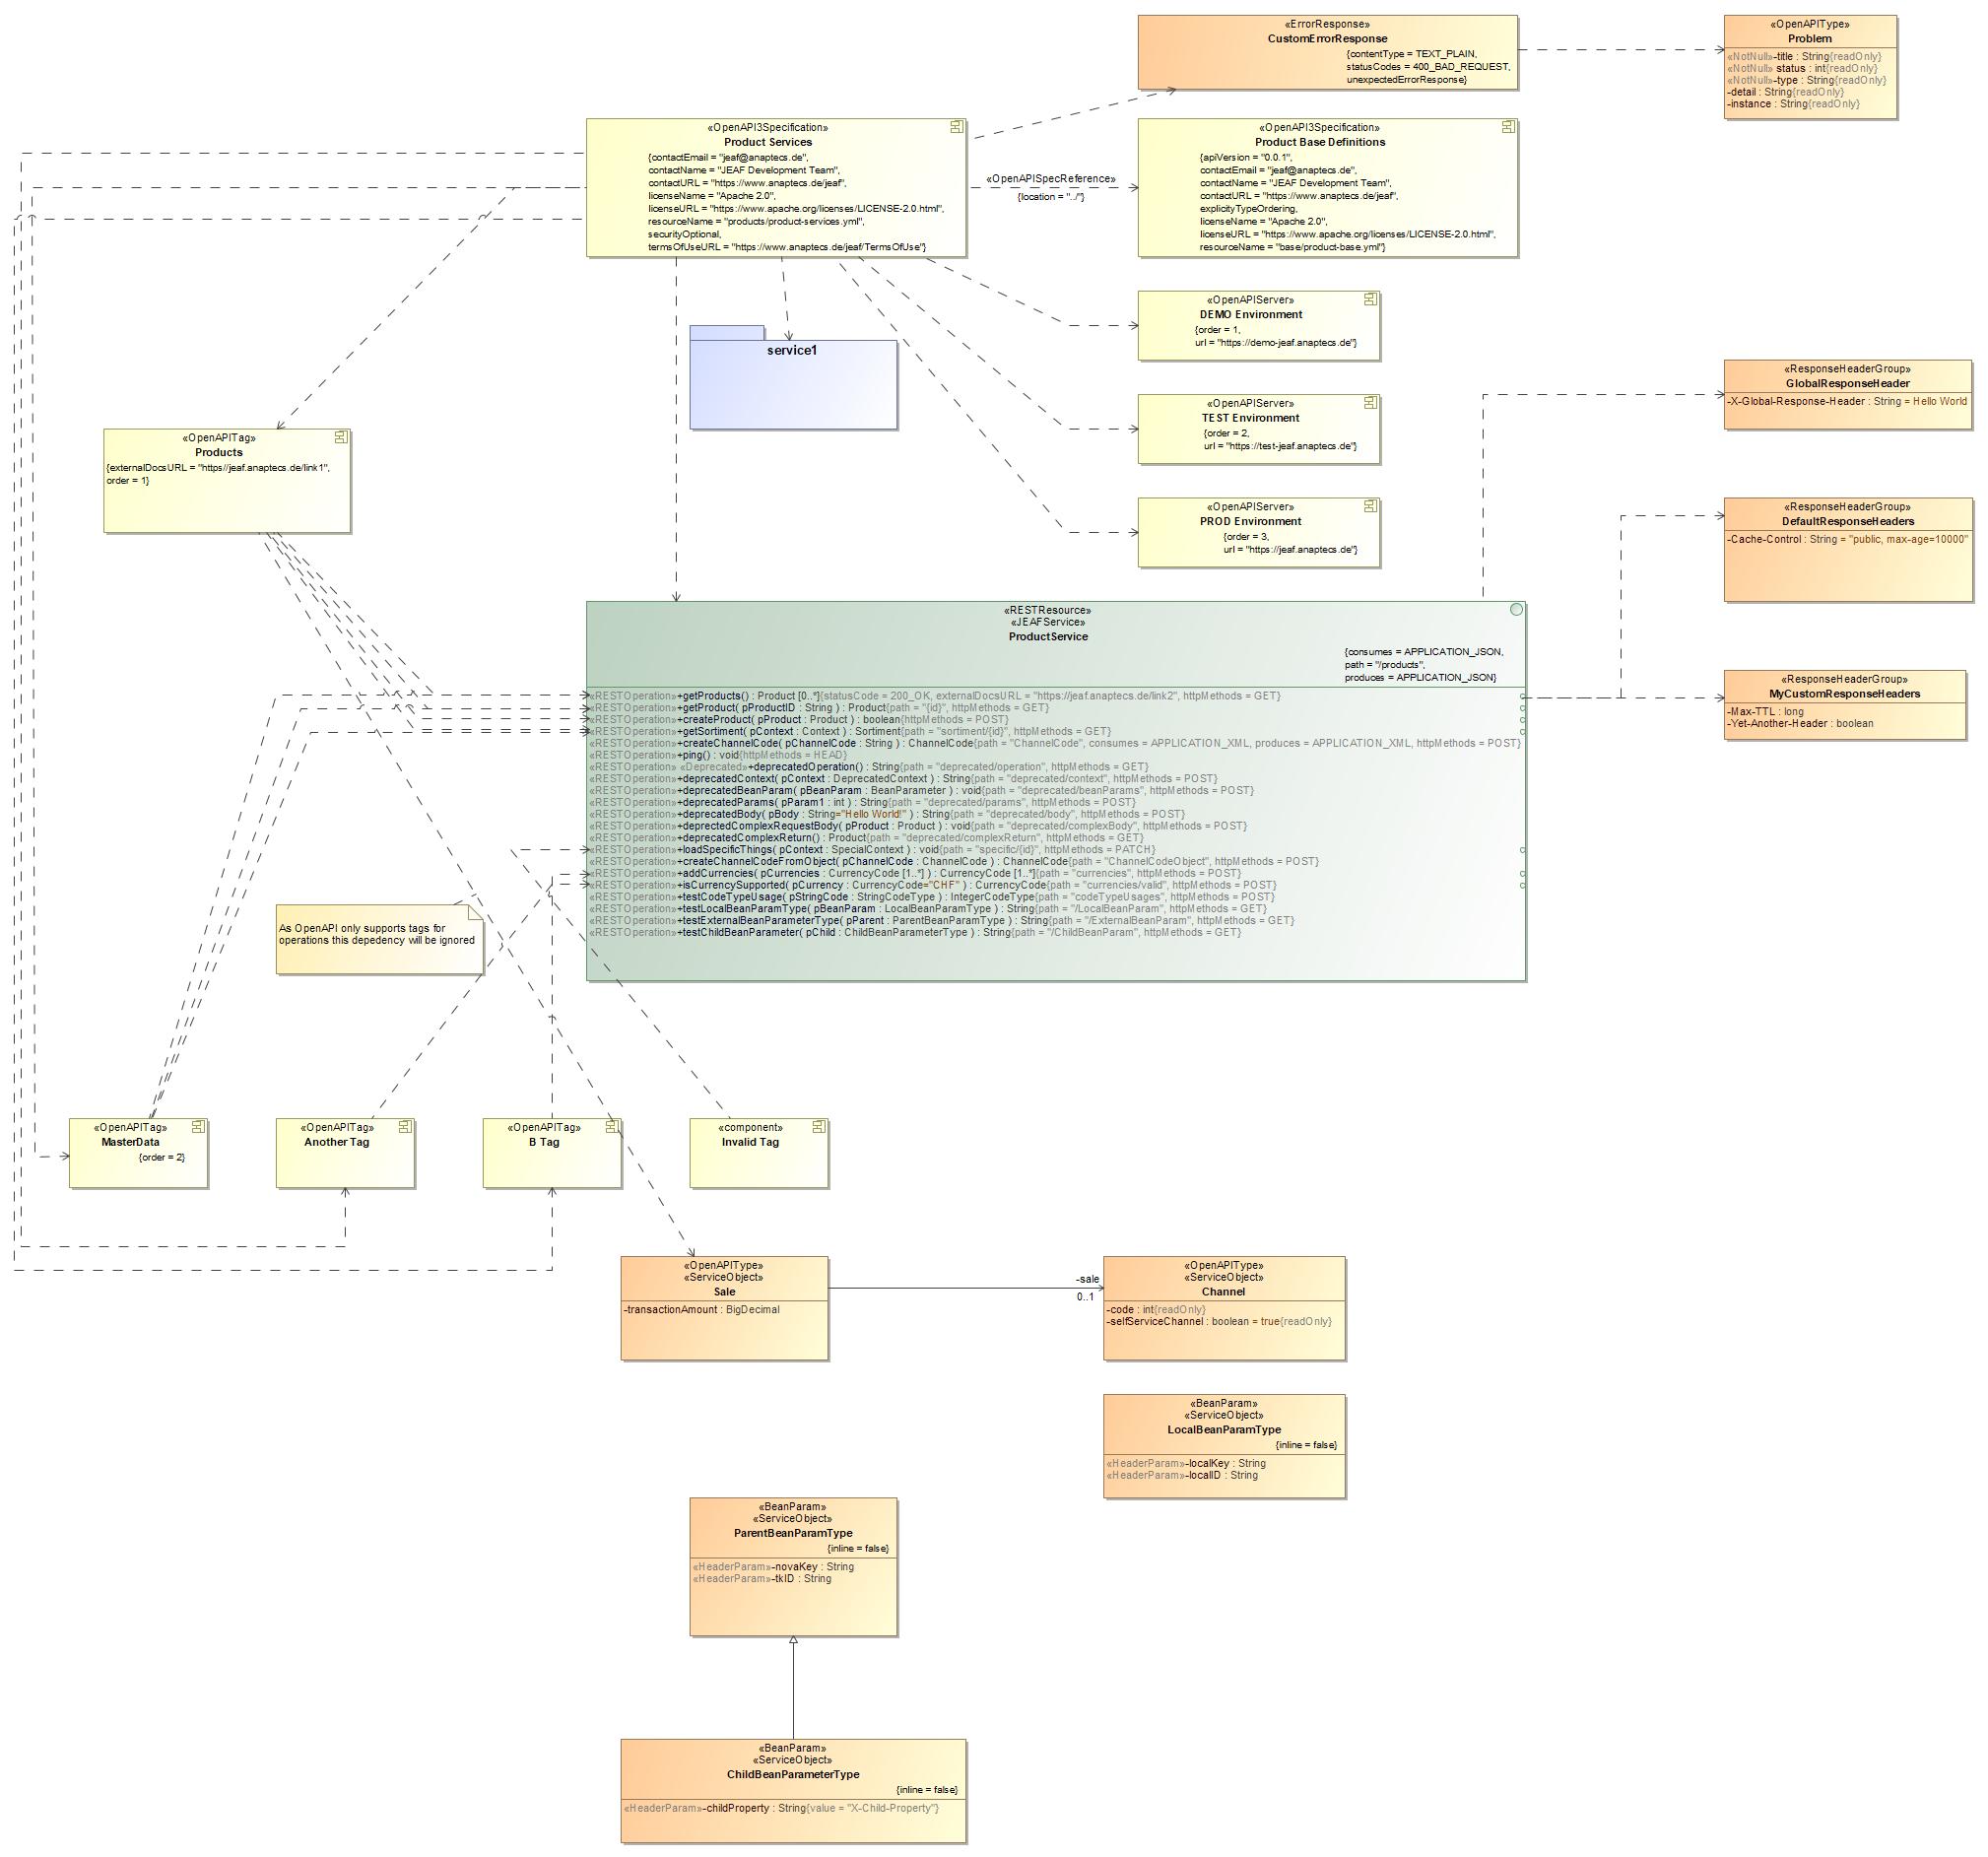 «ErrorResponse»
CustomErrorResponse
{contentType = TEXT_PLAIN,
statusCodes = 400_BAD_REQUEST,
unexpectedErrorResponse}
«OpenAPIType»
Problem
«NotNull»-title : String{readOnly}
«NotNull» status : int{readOnly}
«NotNull»-type : String{readOnly}
-detail : String{readOnly}
-instance : String{readOnly}
«OpenAPI3Specification»
Product Services
{contactEmail = "jeaf@anaptecs.de",
contactName = "JEAF Development Team",
contactURL = "https://www.anaptecs.de/jeaf",
licenseName = "Apache 2.0",
licenseURL = "https://www.apache.org/licenses/LICENSE-2.0.html",
resourceName = "products/product-services.yml",
securityOptional,
termsOfUseURL = "https://www.anaptecs.de/jeaf/TermsOfUse"}
«OpenAPISpecReference»
{location = "../"}
«OpenAPI3Specification»
Product Base Definitions
{apiVersion = "0.0.1",
contactEmail = "jeaf@anaptecs.de",
contactName = "JEAF Development Team",
contactURL = "https://www.anaptecs.de/jeaf",
explicityTypeOrdering,
licenseName = "Apache 2.0",
licenseURL = "https://www.apache.org/licenses/LICENSE-2.0.html",
resourceName = "base/product-base.yml"}
«OpenAPIServer»
DEMO Environment
{order = 1,
url = "https://demo-jeaf.anaptecs.de"}
service1
«OpenAPIServer»
TEST Environment
{order = 2,
url = "https://test-jeaf.anaptecs.de"}
«ResponseHeaderGroup»
GlobalResponseHeader
-X-Global-Response-Header : String = Hello World
«OpenAPITag»
Products
{externalDocsURL = "https//jeaf.anaptecs.de/link1",
order = 1}
«OpenAPIServer»
PROD Environment
{order = 3,
url = "https://jeaf.anaptecs.de"}
«ResponseHeaderGroup»
DefaultResponseHeaders
-Cache-Control : String = "public, max-age=10000"
«RESTResource»
«JEAFService»
ProductService
{consumes = APPLICATION_JSON,
path = "/products",
produces = APPLICATION_JSON}
«RESTOperation»+getProducts() : Product [0..*]{statusCode = 200_OK, externalDocsURL = "https://jeaf.anaptecs.de/link2", httpMethods = GET}
«RESTOperation»+getProduct( pProductID : String ) : Product{path = "{id}", httpMethods = GET}
«RESTOperation»+createProduct( pProduct : Product ) : boolean{httpMethods = POST}
«RESTOperation»+getSortiment( pContext : Context ) : Sortiment{path = "sortiment/{id}", httpMethods = GET}
«RESTOperation»+createChannelCode( pChannelCode : String ) : ChannelCode{path = "ChannelCode", consumes = APPLICATION_XML, produces = APPLICATION_XML, httpMethods = POST}
«RESTOperation»+ping() : void{httpMethods = HEAD}
«RESTOperation» «Deprecated»+deprecatedOperation() : String{path = "deprecated/operation", httpMethods = GET}
«RESTOperation»+deprecatedContext( pContext : DeprecatedContext ) : String{path = "deprecated/context", httpMethods = POST}
«RESTOperation»+deprecatedBeanParam( pBeanParam : BeanParameter ) : void{path = "deprecated/beanParams", httpMethods = POST}
«RESTOperation»+deprecatedParams( pParam1 : int ) : String{path = "deprecated/params", httpMethods = POST}
«RESTOperation»+deprecatedBody( pBody : String="Hello World!" ) : String{path = "deprecated/body", httpMethods = POST}
«RESTOperation»+deprectedComplexRequestBody( pProduct : Product ) : void{path = "deprecated/complexBody", httpMethods = POST}
«RESTOperation»+deprecatedComplexReturn() : Product{path = "deprecated/complexReturn", httpMethods = GET}
«RESTOperation»+loadSpecificThings( pContext : SpecialContext ) : void{path = "specific/{id}", httpMethods = PATCH}
«RESTOperation»+createChannelCodeFromObject( pChannelCode : ChannelCode ) : ChannelCode{path = "ChannelCodeObject", httpMethods = POST}
«RESTOperation»+addCurrencies( pCurrencies : CurrencyCode [1..*] ) : CurrencyCode [1..*]{path = "currencies", httpMethods = POST}
«RESTOperation»+isCurrencySupported( pCurrency : CurrencyCode="CHF" ) : CurrencyCode{path = "currencies/valid", httpMethods = POST}
«RESTOperation»+testCodeTypeUsage( pStringCode : StringCodeType ) : IntegerCodeType{path = "codeTypeUsages", httpMethods = POST}
«RESTOperation»+testLocalBeanParamType( pBeanParam : LocalBeanParamType ) : String{path = "/LocalBeanParam", httpMethods = GET}
«RESTOperation»+testExternalBeanParameterType( pParent : ParentBeanParamType ) : String{path = "/ExternalBeanParam", httpMethods = GET}
«RESTOperation»+testChildBeanParameter( pChild : ChildBeanParameterType ) : String{path = "/ChildBeanParam", httpMethods = GET}
«ResponseHeaderGroup»
MyCustomResponseHeaders
-Max-TTL : long
-Yet-Another-Header : boolean
As OpenAPI only supports tags for
operations this depedency will be ignored
«OpenAPITag»
MasterData
{order = 2}
«OpenAPITag»
Another Tag
«OpenAPITag»
B Tag
«component»
Invalid Tag
«OpenAPIType»
«ServiceObject»
Sale
-transactionAmount : BigDecimal
-sale
0..1
«OpenAPIType»
«ServiceObject»
Channel
-code : int{readOnly}
-selfServiceChannel : boolean = true{readOnly}
«BeanParam»
«ServiceObject»
LocalBeanParamType
{inline = false}
«HeaderParam»-localKey : String
«HeaderParam»-localID : String
«BeanParam»
«ServiceObject»
ParentBeanParamType
{inline = false}
«HeaderParam»-novaKey : String
«HeaderParam»-tkID : String
«BeanParam»
«ServiceObject»
ChildBeanParameterType
{inline = false}
«HeaderParam»-childProperty : String{value = "X-Child-Property"}